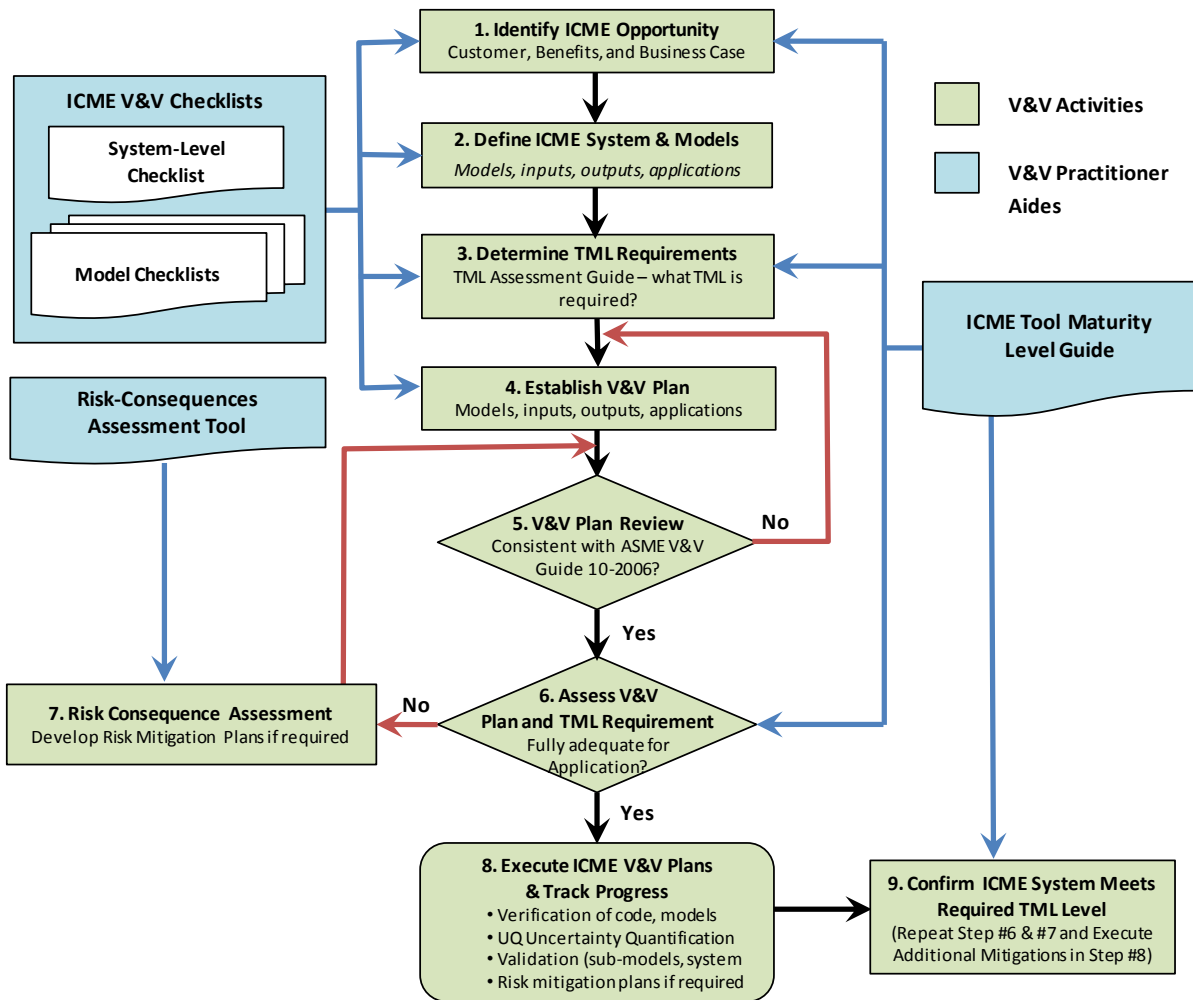 1. Identify ICME Opportunity
Customer, Benefits, and Business Case
ICME V&V Checklists
System-Level
Checklist
Model Checklists
V&V Activities
V&V Practitioner
Aides
2. Define ICME System & Models
Models, inputs, outputs, applications
3. Determine TML Requirements
TML Assessment Guide – what TML is
required?
ICME Tool Maturity
Level Guide
4. Establish V&V Plan
Models, inputs, outputs, applications
Risk-Consequences
Assessment Tool
5. V&V Plan Review
Consistent with ASME V&V
Guide 10-2006?
No
Yes
6. Assess V&V
Plan and TML Requirement
Fully adequate for
Application?
No
7. Risk Consequence Assessment
Develop Risk Mitigation Plans if required
Yes
8. Execute ICME V&V Plans
& Track Progress
• Verification of code, models
• UQ Uncertainty Quantification
• Validation (sub-models, system
• Risk mitigation plans if required
9. Confirm ICME System Meets
Required TML Level
(Repeat Step #6 & #7 and Execute
Additional Mitigations in Step #8)